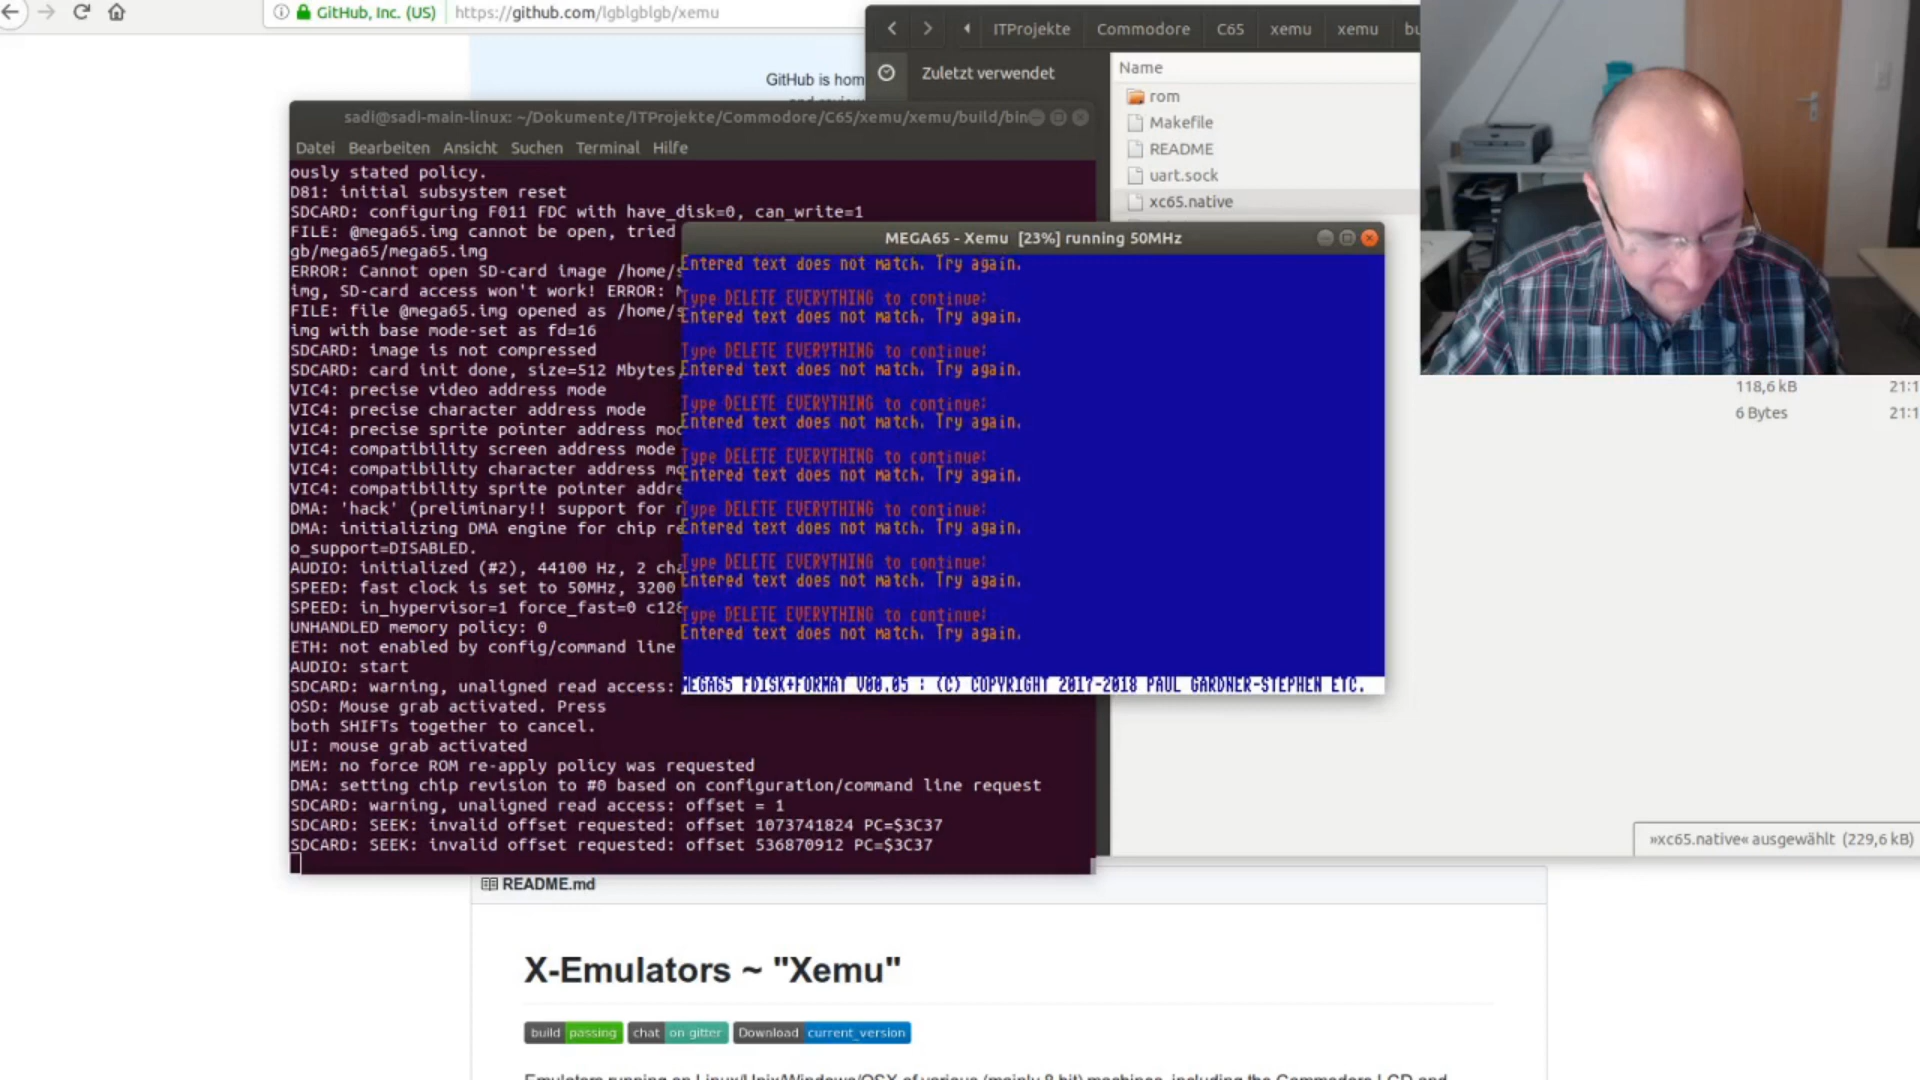 GitHub, Inc. (US)
https://github.com/lgblgblgb/xemu
GitHub is hom
ITProjekte
Commodore
C65
xemu
xemu
bu
Zuletzt verwendet
Name
rom
Makefile
README
uart.sock
xc65.native
118,6 kB
21:1
6 Bytes
21:1
»xc65.native« ausgewählt (229,6 kB)
sadi@sadi-main-linux: ~/Dokumente/ITProjekte/Commodore/C65/xemu/xemu/build/bin
Datei Bearbeiten Ansicht Suchen Terminal Hilfe
ously stated policy.
D81: initial subsystem reset
SDCARD: configuring F011 FDC with have_disk=0, can_write=1
FILE: @mega65.img cannot be open, tried
gb/mega65/mega65.img
ERROR: Cannot open SD-card image /home/s
img, SD-card access won't work! ERROR:
FILE: file @mega65.img opened as /home/s
img with base mode-set as fd=16
SDCARD: image is not compressed
SDCARD: card init done, size=512 Mbytes,
VIC4: precise video address mode
VIC4: precise character address mode
VIC4: precise sprite pointer address mod
VIC4: compatibility screen address mode
VIC4: compatibility character address mo
VIC4: compatibility sprite pointer addre
DMA: 'hack' (preliminary!! support for r
DMA: initializing DMA engine for chip re
o_support=DISABLED.
AUDIO: initialized (#2), 44100 Hz, 2 cha
SPEED: fast clock is set to 50MHz, 3200
SPEED: in_hypervisor=1 force_fast=0 c128
UNHANDLED memory policy: 0
ETH: not enabled by config/command line
AUDIO: start
SDCARD: warning, unaligned read access:
OSD: Mouse grab activated. Press
both SHIFTs together to cancel.
UI: mouse grab activated
MEM: no force ROM re-apply policy was requested
DMA: setting chip revision to #0 based on configuration/command line request
SDCARD: warning, unaligned read access: offset = 1
SDCARD: SEEK: invalid offset requested: offset 1073741824 PC=$3C37
SDCARD: SEEK: invalid offset requested: offset 536870912 PC=$3C37
MEGA65 - Xemu [23%] running 50MHz
Entered text does not match. Try again.
Type DELETE EVERYTHING to continue:
Entered text does not match. Try again.
Type DELETE EVERYTHING to continue:
Entered text does not match. Try again.
Type DELETE EVERYTHING to continue:
Entered text does not match. Try again.
Type DELETE EVERYTHING to continue:
Entered text does not match. Try again.
Type DELETE EVERYTHING to continue:
Entered text does not match. Try again.
Type DELETE EVERYTHING to continue:
Entered text does not match. Try again.
Type DELETE EVERYTHING to continue:
Entered text does not match. Try again.
MEGA65 FDISK+FORMAT V00.05 : (C) COPYRIGHT 2017-2018 PAUL GARDNER-STEPHEN ETC.
README.md
X-Emulators ~ "Xemu"
build passing chat on gitter Download current_version